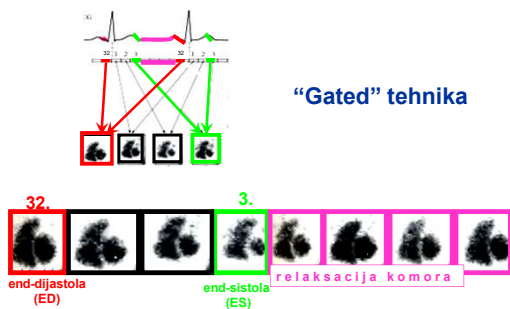 32 1 2 3 32 1 2 3
“Gated” tehnika
32. 3.
relaksacija komora
end-dijastola
(ED)
end-sistola
(ES)